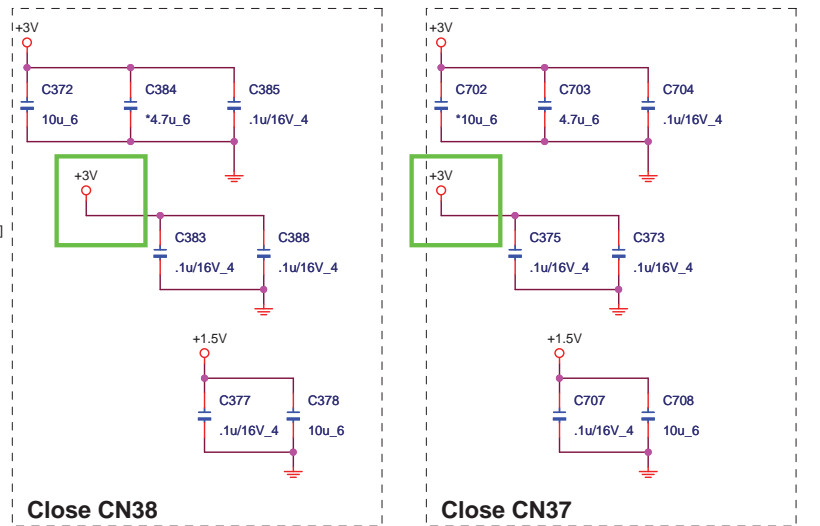 +3V +3V
C372 C384 C385 C702 C703 C704
10u_6 *4.7u_6 .1u/16V_4 *10u_6 4.7u_6 .1u/16V_4
+3V +3V
]
C383 C388 C375 C373
.1u/16V_4 .1u/16V_4 .1u/16V_4 .1u/16V_4
+1.5V +1.5V
C377 C378 C707 C708
.1u/16V_4 10u_6 .1u/16V_4 10u_6
Close CN38 Close CN37